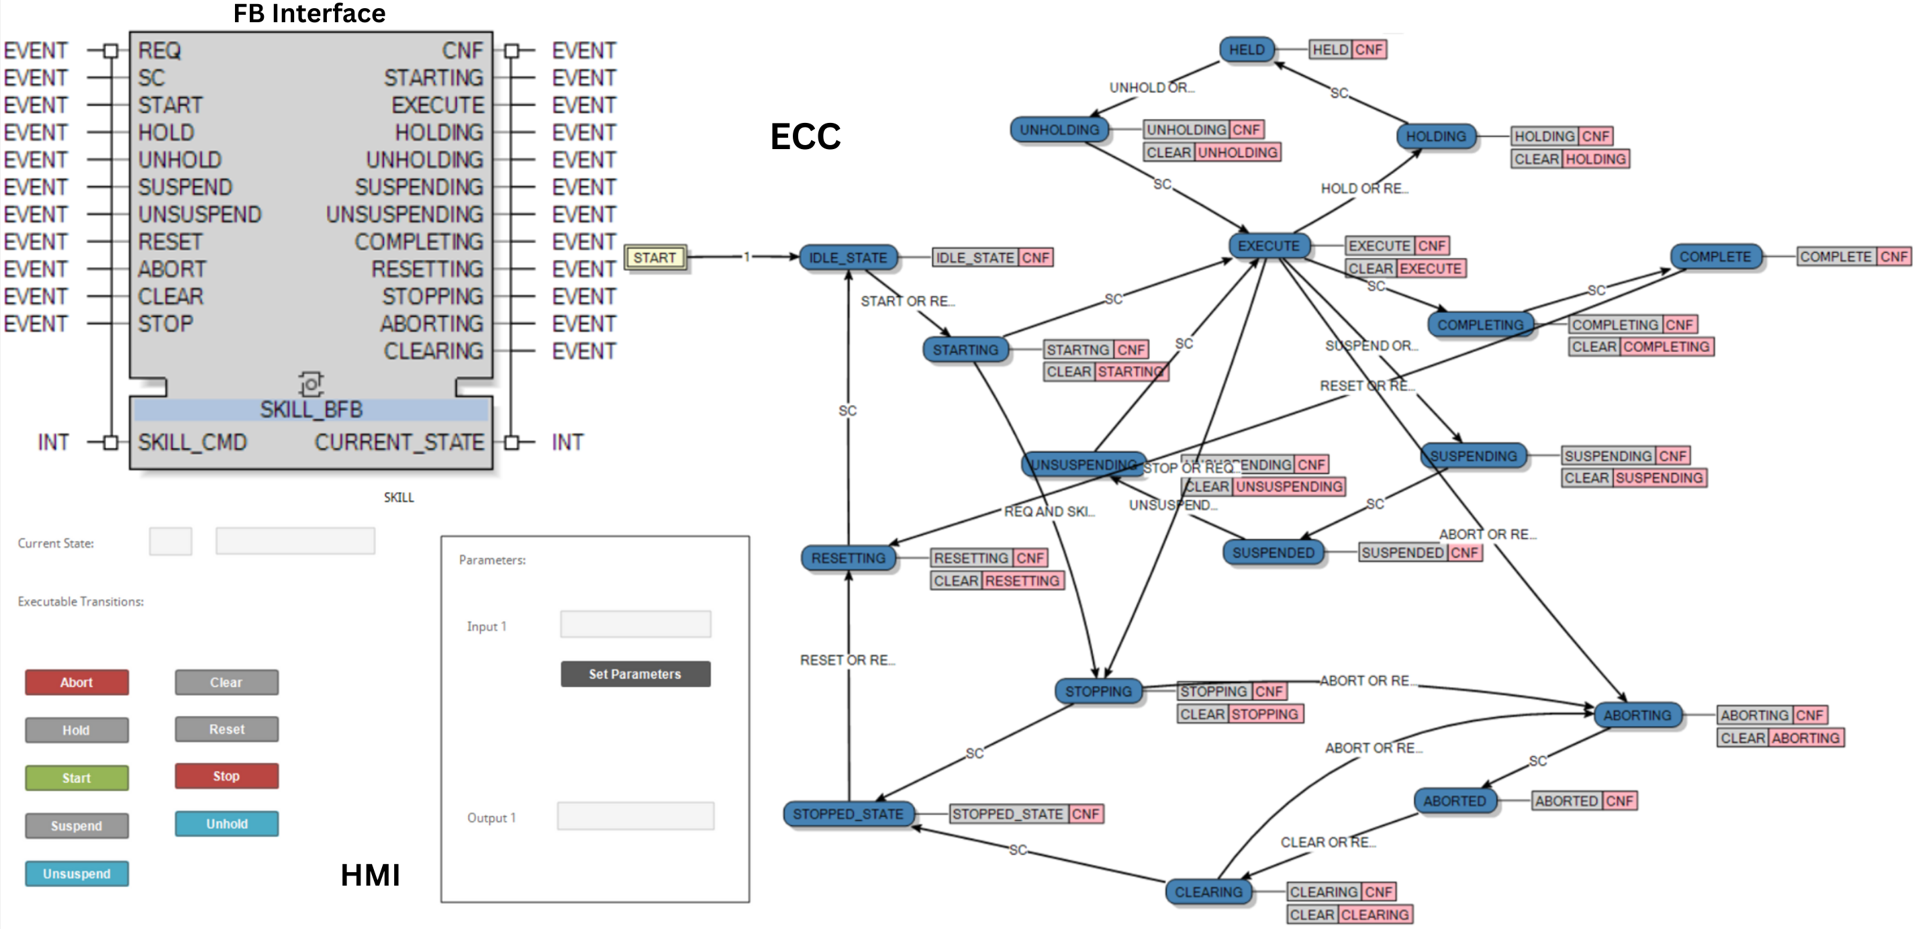 FB Interface
EVENT REQ CNF EVENT
EVENT SC STARTING EVENT
EVENT START EXECUTE EVENT
EVENT HOLD HOLDING EVENT
EVENT UNHOLD UNHOLDING EVENT
EVENT SUSPEND SUSPENDING EVENT
EVENT UNSUSPEND UNSUSPENDING EVENT
EVENT RESET COMPLETING EVENT
EVENT ABORT RESETTING EVENT
EVENT CLEAR STOPPING EVENT
EVENT STOP ABORTING EVENT
CLEARING EVENT
SKILL_BFB
INT SKILL_CMD CURRENT_STATE INT
SKILL
Current State:
Executable Transitions:
Abort
Clear
Hold
Reset
Start
Stop
Suspend
Unhold
Unsuspend
HMI
Parameters:
Input 1
Set Parameters
Output 1
ECC
HELD
HELD CNF
UNHOLD OR...
SC
UNHOLDING
UNHOLDING CNF
CLEAR UNHOLDING
HOLDING
HOLDING CNF
CLEAR HOLDING
SC
HOLD OR RE...
START
1
IDLE_STATE
IDLE_STATE CNF
EXECUTE
EXECUTE CNF
CLEAR EXECUTE
COMPLETE
COMPLETE CNF
START OR RE...
SC
SC
SC
STARTING
STARTNG CNF
CLEAR STARTING
SC
COMPLETING
COMPLETING CNF
CLEAR COMPLETING
SUSPEND OR...
RESET OR RE...
SC
UNSUSPENDING
STOP OR REQ...
ENDING CNF
CLEAR UNSUSPENDING
SUSPENDING
SUSPENDING CNF
CLEAR SUSPENDING
REQ AND SKI...
UNSUSPEND...
SC
ABORT OR RE...
RESETTING
RESETTING CNF
CLEAR RESETTING
SUSPENDED
SUSPENDED CNF
RESET OR RE...
STOPPING
STOPPING CNF
CLEAR STOPPING
ABORT OR RE...
ABORTING
ABORTING CNF
CLEAR ABORTING
SC
ABORT OR RE...
SC
STOPPED_STATE
STOPPED_STATE CNF
ABORTED
ABORTED CNF
SC
CLEAR OR RE...
CLEARING
CLEARING CNF
CLEAR CLEARING